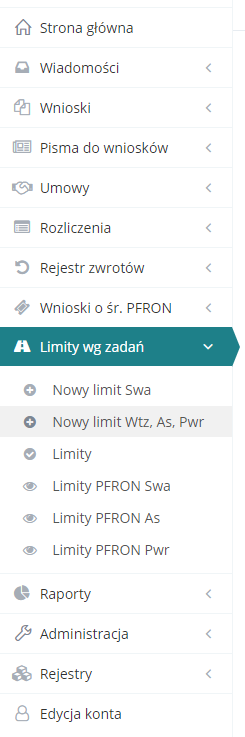 Strona główna
Wiadomości
Wnioski
Pisma do wniosków
Umowy
Rozliczenia
Rejestr zwrotów
Wnioski o śr. PFRON
Limity wg zadań
Nowy limit Swa
Nowy limit Wtz, As, Pwr
Limity
Limity PFRON Swa
Limity PFRON As
Limity PFRON Pwr
Raporty
Administracja
Rejestry
Edycja konta